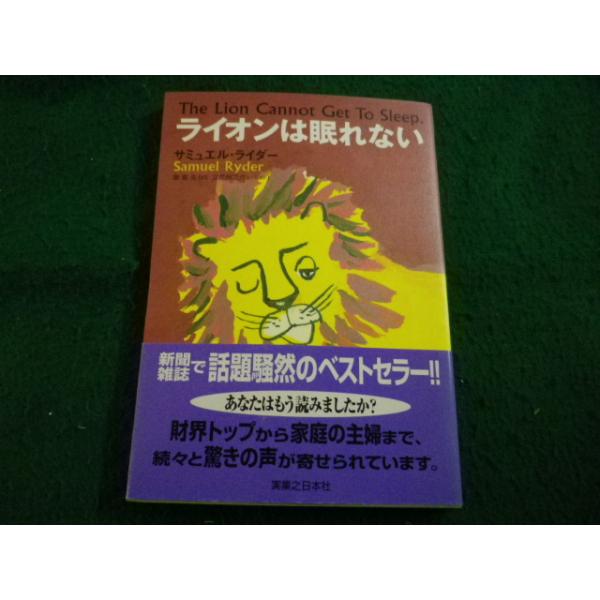 The Lion Cannot Get To Sleep.
ライオンは眠れない
サミュエル・ライダー
Samuel Ryder
新聞雑誌で話題騒然のベストセラー!!
あなたはもう読みましたか?
財界トップから家庭の主婦まで、
続々と驚きの声が寄せられています。
実業之日本社